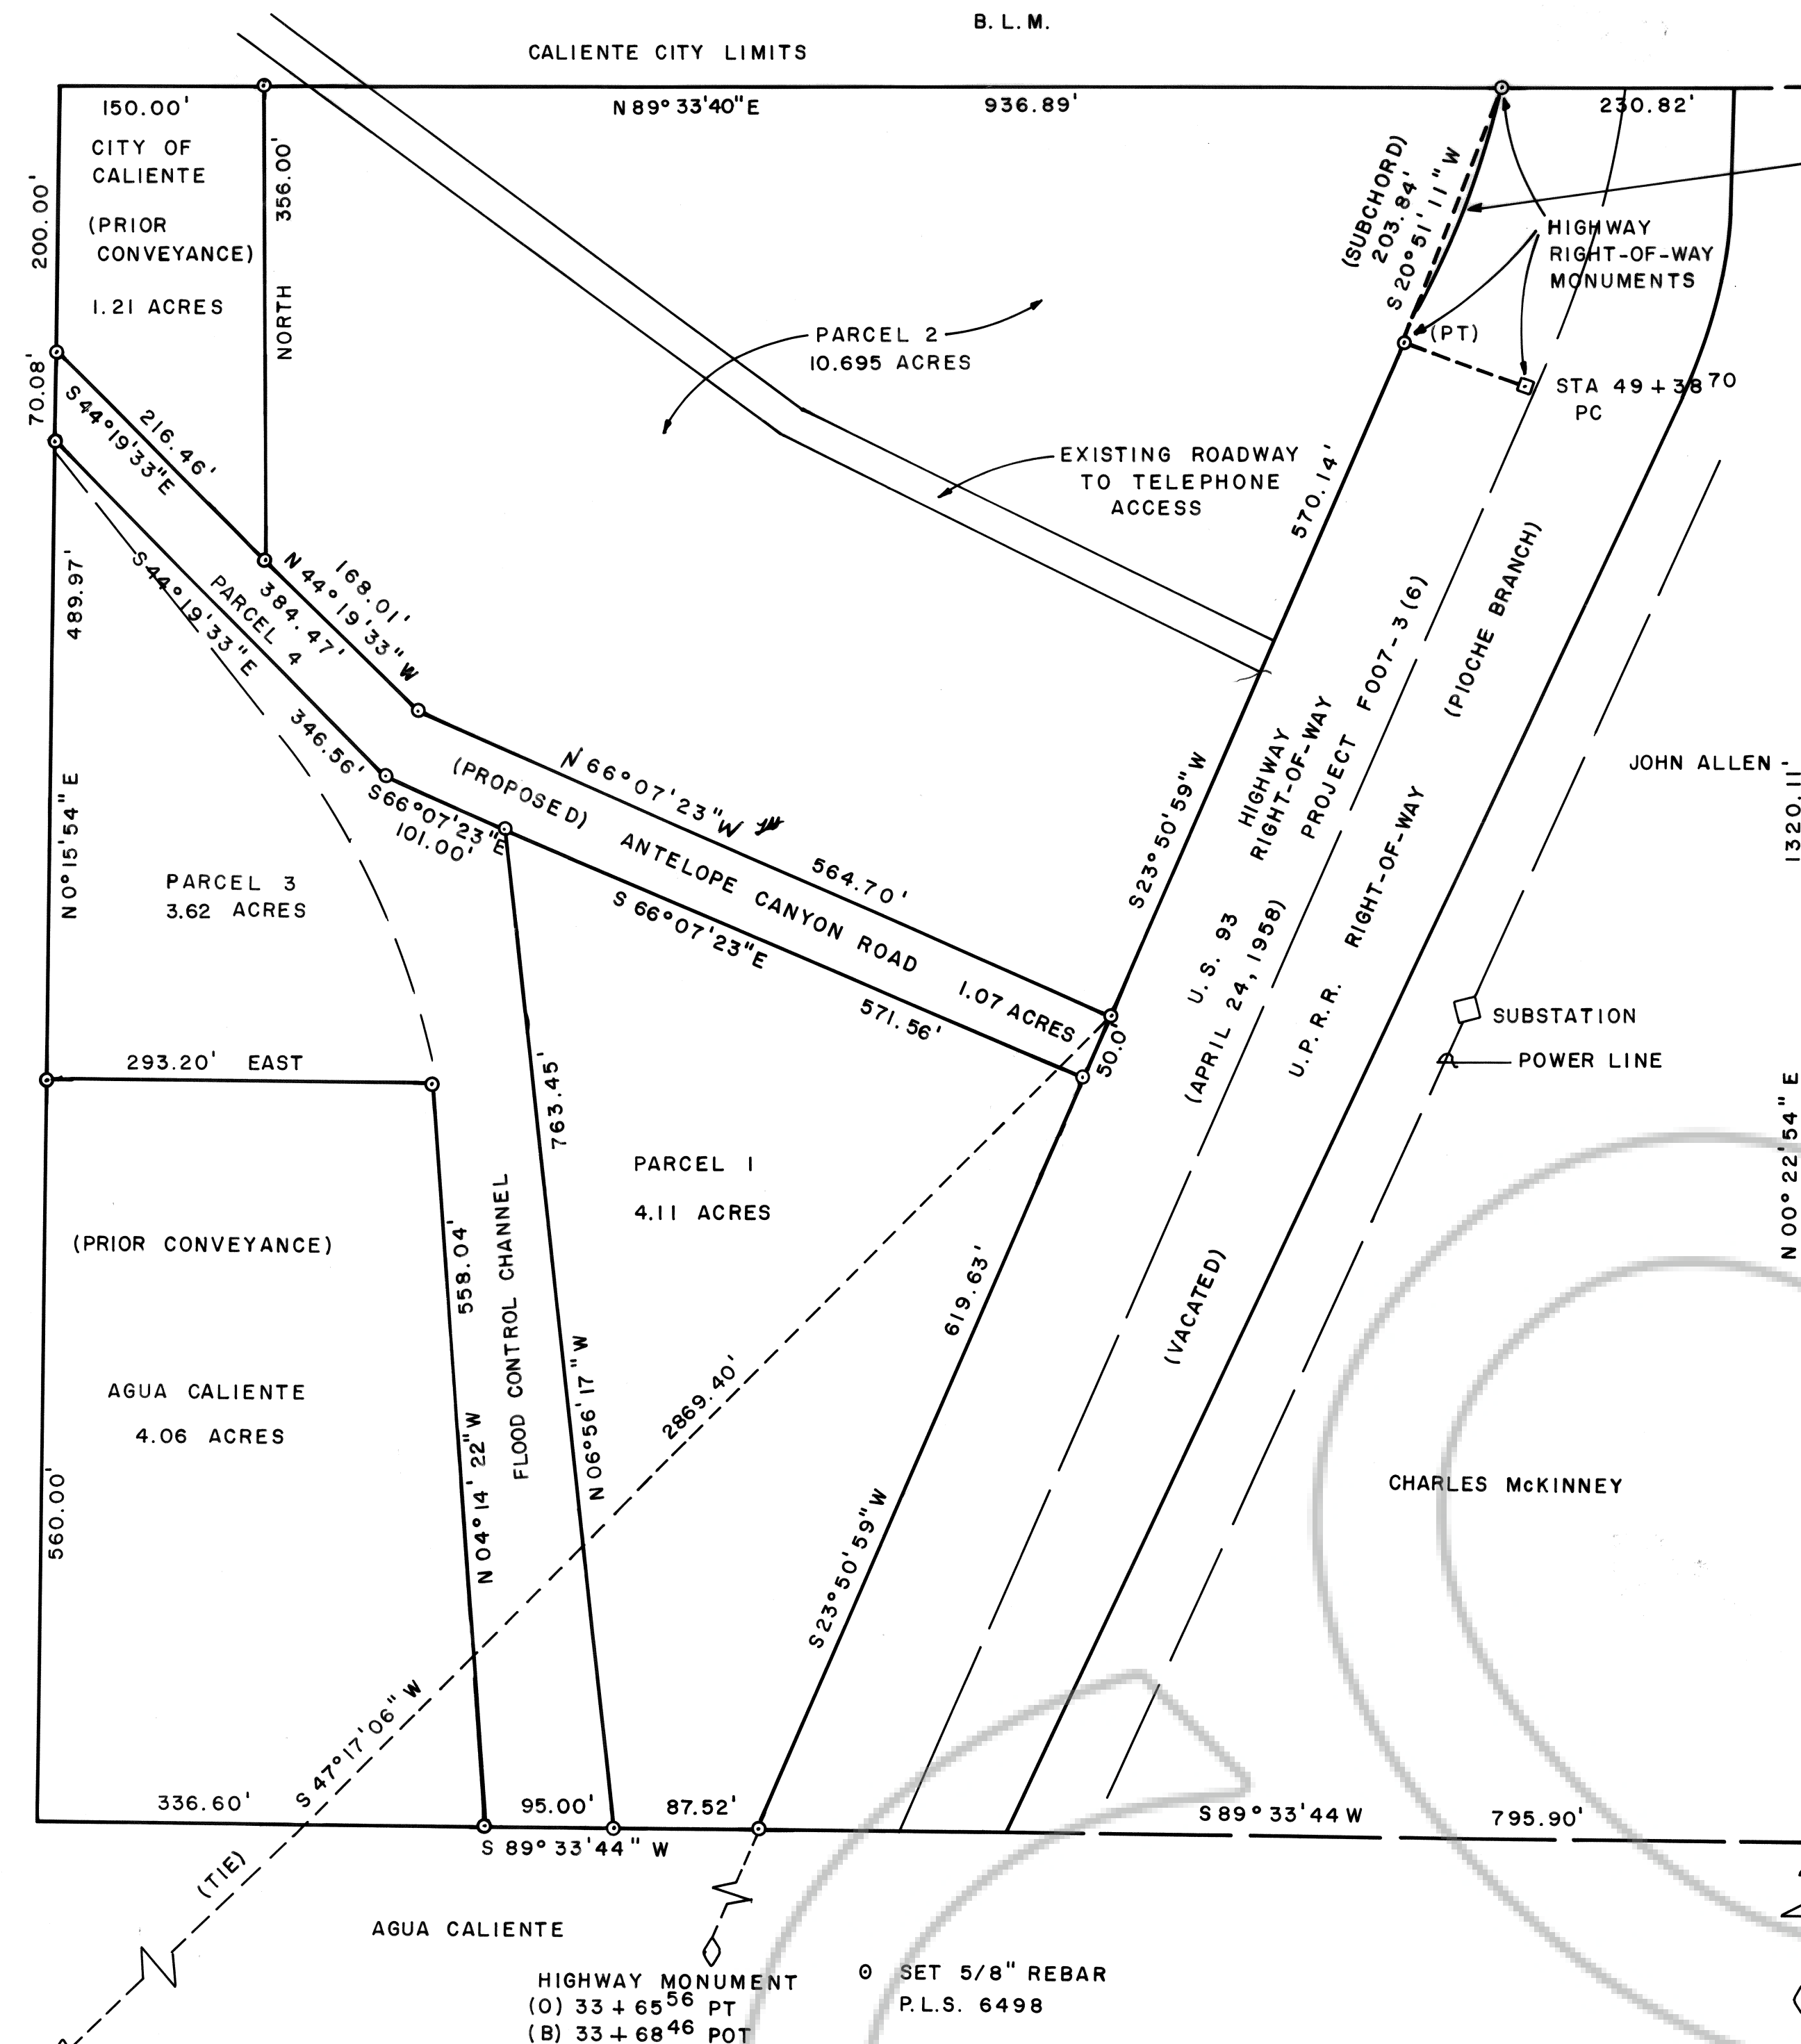 B. L. M.
CALIENTE CITY LIMITS
150.00'
N 89° 33'40" E
936.89'
230.82'
CITY OF
CALIENTE
(PRIOR
CONVEYANCE)
1.21 ACRES
200.00'
356.00'
NORTH
70.08'
(SUBCHORD)
203.84'
S 20° 51' 11" W
HIGHWAY
RIGHT-OF-WAY
MONUMENTS
(PT)
STA 49 + 38 70
PC
PARCEL 2
10.695 ACRES
EXISTING ROADWAY
TO TELEPHONE
ACCESS
570.14'
216.46'
S 44° 19' 33" E
168.01'
N 44° 19' 33" W
384.47'
PARCEL 4
S 44° 19' 33" E
346.56'
489.97'
N 0° 15' 54" E
S 66° 07' 23" E
101.00'
N 66° 07' 23" W
564.70'
(PROPOSED) ANTELOPE CANYON ROAD 1.07 ACRES
S 66° 07' 23" E
571.56'
50.0
S 23° 50' 59" W
HIGHWAY
RIGHT-OF-WAY
PROJECT F 007-3 (6)
U. S. 93
(APRIL 24, 1958)
(PIOCHE BRANCH)
U. P. R. R. RIGHT-OF-WAY
(VACATED)
JOHN ALLEN -
1320.11
N 00° 22' 54" E
SUBSTATION
POWER LINE
PARCEL 3
3.62 ACRES
293.20' EAST
763.45'
N 06° 56' 17" W
PARCEL 1
4.11 ACRES
(PRIOR CONVEYANCE)
AGUA CALIENTE
4.06 ACRES
560.00'
558.04'
N 04° 14' 22" W
FLOOD CONTROL CHANNEL
619.63'
S 23° 50' 59" W
2869.40'
S 47° 17' 06" W
(TIE)
CHARLES McKINNEY
336.60'
95.00'
87.52'
S 89° 33' 44" W
S 89° 33' 44 W
795.90'
AGUA CALIENTE
HIGHWAY MONUMENT
(O) 33 + 65 56 PT
(B) 33 + 68 46 POT
SET 5/8" REBAR
P. L. S. 6498